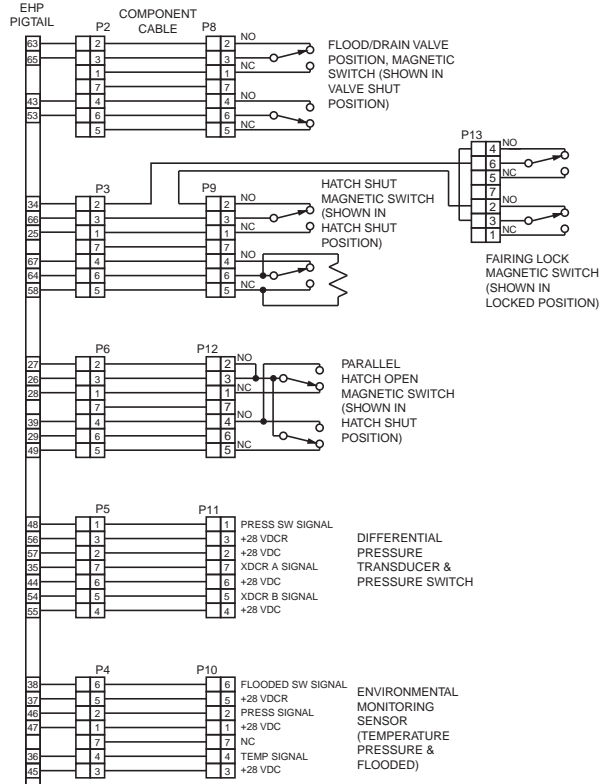 EHP
PIGTAIL
COMPONENT
CABLE
P2
P8
63 2 2 NO
65 3 3
1 1 NC
7 7
43 4 4 NO
53 6 6
5 5 NC
FLOOD/DRAIN VALVE
POSITION, MAGNETIC
SWITCH (SHOWN IN
VALVE SHUT
POSITION)
P13
4 NO
6
5 NC
7
2 NO
3
1 NC
FAIRING LOCK
MAGNETIC SWITCH
(SHOWN IN
LOCKED POSITION)
P3
P9
34 2 2 NO
66 3 3
25 1 1 NC
7 7
67 4 4 NO
64 6 6
58 5 5 NC
HATCH SHUT
MAGNETIC SWITCH
(SHOWN IN
HATCH SHUT
POSITION)
P6
P12
27 2 2 NO
26 3 3
28 1 1 NC
7 7
39 4 4 NO
29 6 6
49 5 5 NC
PARALLEL
HATCH OPEN
MAGNETIC SWITCH
(SHOWN IN
HATCH SHUT
POSITION)
P5
P11
48 1 1 PRESS SW SIGNAL
56 3 3 +28 VDCR
57 2 2 +28 VDC
35 7 7 XDCR A SIGNAL
44 6 6 +28 VDC
54 5 5 XDCR B SIGNAL
55 4 4 +28 VDC
DIFFERENTIAL
PRESSURE
TRANSDUCER &
PRESSURE SWITCH
P4
P10
38 6 6 FLOODED SW SIGNAL
37 5 5 +28 VDCR
46 2 2 PRESS SIGNAL
47 1 1 +28 VDC
7 7 NC
36 4 4 TEMP SIGNAL
45 3 3 +28 VDC
ENVIRONMENTAL
MONITORING
SENSOR
(TEMPERATURE
PRESSURE &
FLOODED)